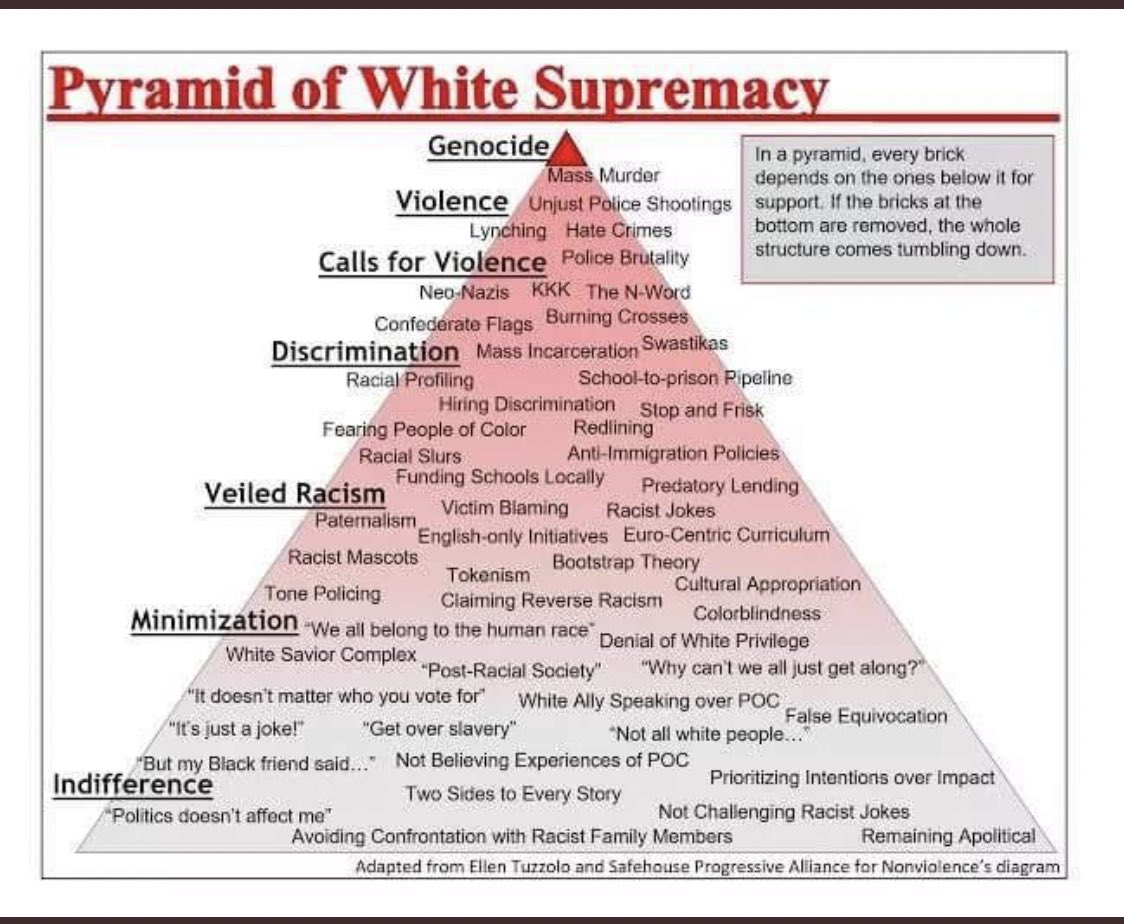 Pyramid of White Supremacy
Genocide
In a pyramid, every brick
depends on the ones below it for
support. If the bricks at the
bottom are removed, the whole
structure comes tumbling down.
Mass Murder
Violence Unjust Police Shootings
Lynching Hate Crimes
Calls for Violence Police Brutality
Neo-Nazis KKK The N-Word
Confederate Flags Burning Crosses
Discrimination Mass Incarceration Swastikas
Racial Profiling School-to-prison Pipeline
Hiring Discrimination Stop and Frisk
Fearing People of Color Redlining
Racial Slurs Anti-Immigration Policies
Funding Schools Locally Predatory Lending
Veiled Racism Victim Blaming Racist Jokes
Paternalism English-only Initiatives Euro-Centric Curriculum
Racist Mascots Bootstrap Theory
Tokenism Cultural Appropriation
Tone Policing Claiming Reverse Racism Colorblindness
Minimization "We all belong to the human race" Denial of White Privilege
White Savior Complex "Post-Racial Society" "Why can't we all just get along?"
"It doesn't matter who you vote for" White Ally Speaking over POC
False Equivocation
"It's just a joke!" "Get over slavery" "Not all white people…"
"But my Black friend said…" Not Believing Experiences of POC
Indifference Prioritizing Intentions over Impact
Two Sides to Every Story
"Politics doesn't affect me" Not Challenging Racist Jokes
Avoiding Confrontation with Racist Family Members Remaining Apolitical
Adapted from Ellen Tuzzolo and Safehouse Progressive Alliance for Nonviolence's diagram